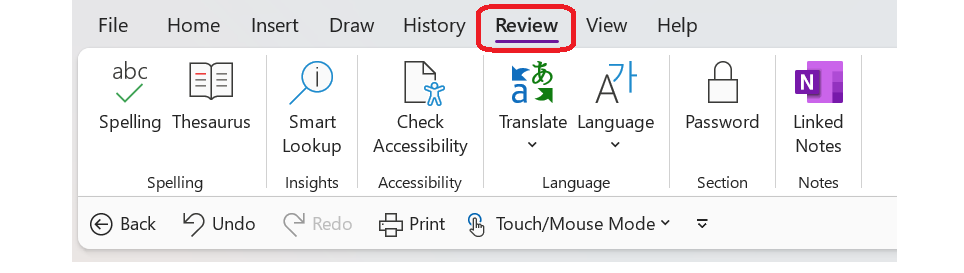 File Home Insert Draw History Review View Help
abc
Spelling Thesaurus Smart Lookup Check Accessibility Translate Language Password Linked Notes
Spelling Insights Accessibility Language Section Notes
Back Undo Redo Print Touch/Mouse Mode